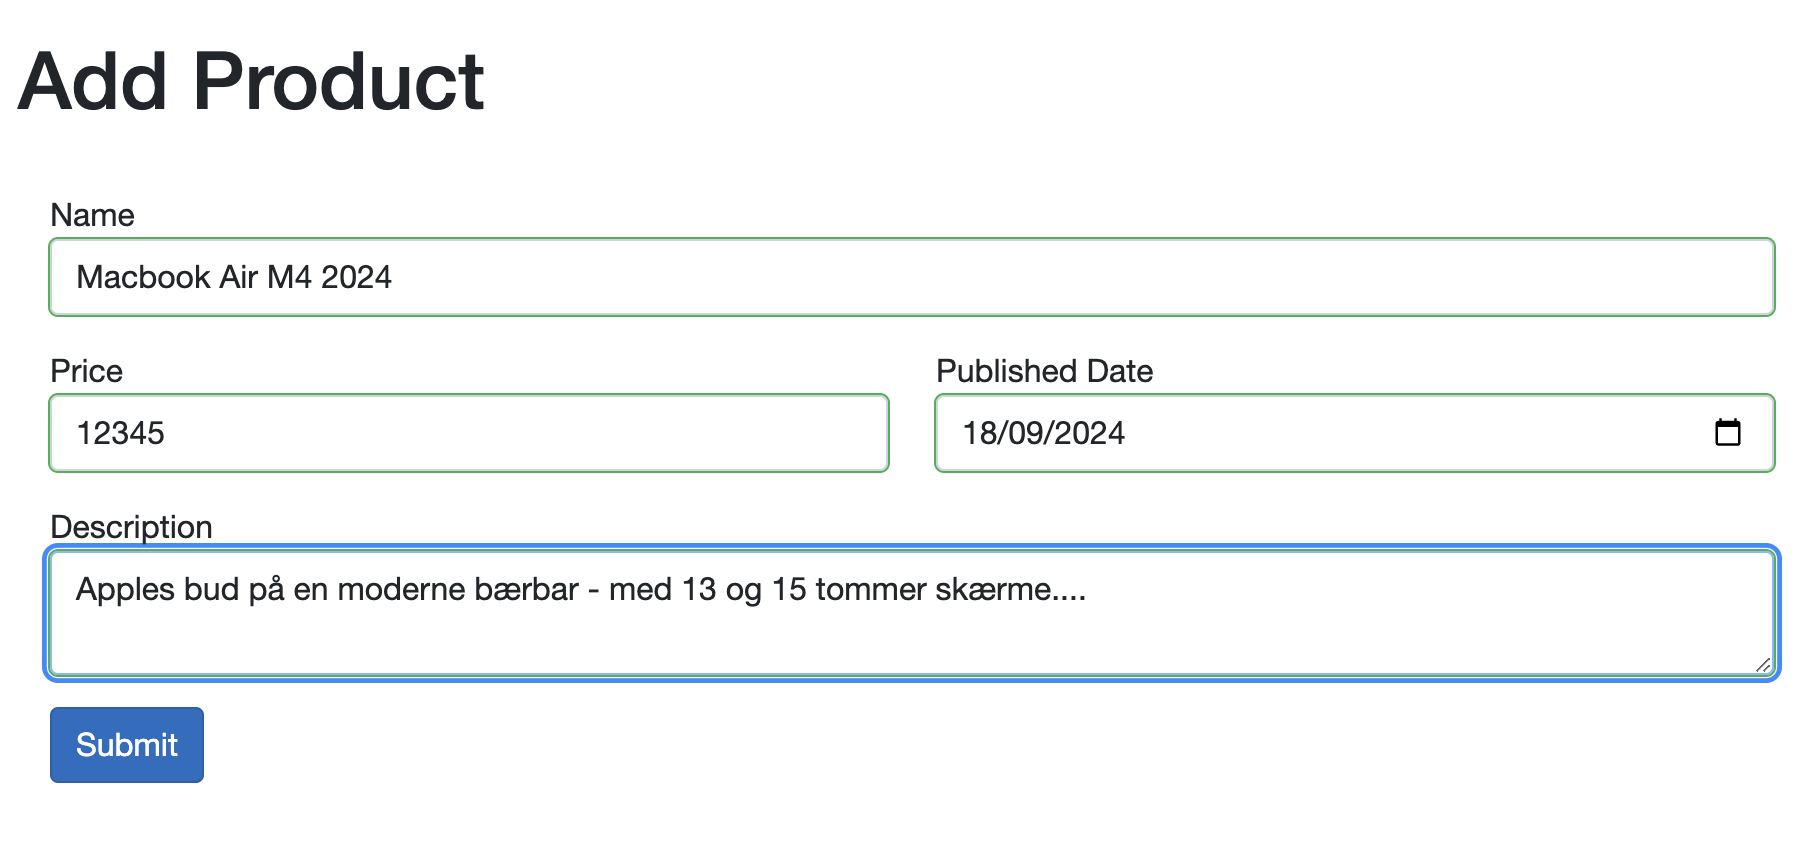 Add Product
Name
Macbook Air M4 2024
Price
Published Date
12345
18/09/2024
Description
Apples bud på en moderne bærbar - med 13 og 15 tommer skærme....
Submit